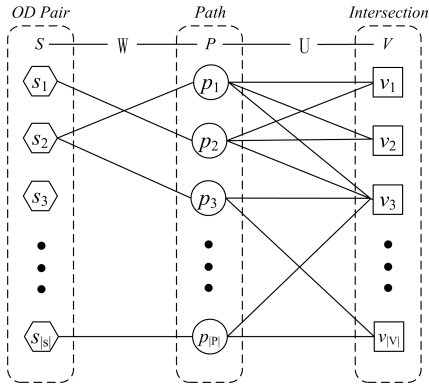 OD Pair Path Intersection
S W P U V
s1 p1 v1
s2 p2 v2
s3 p3 v3
s|S| p|P| v|V|